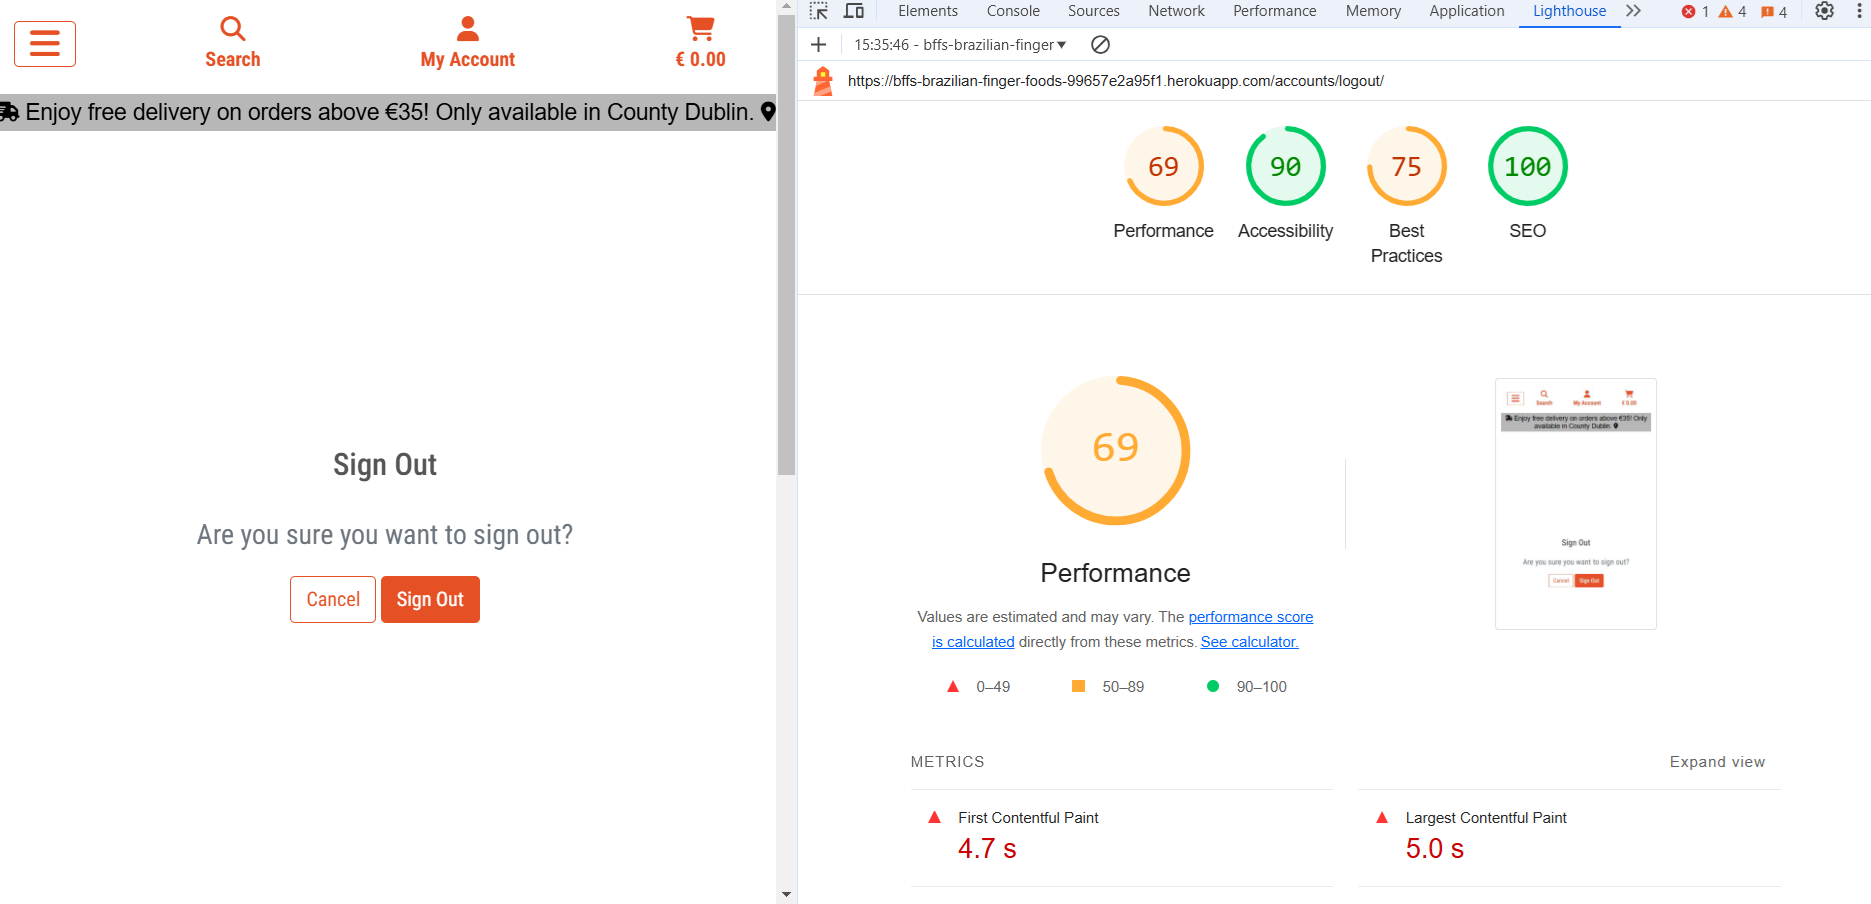 Search
My Account
€ 0.00
Enjoy free delivery on orders above €35! Only available in County Dublin.
Sign Out
Are you sure you want to sign out?
Cancel
Sign Out
Elements
Console
Sources
Network
Performance
Memory
Application
Lighthouse
1
4
4
15:35:46 - bffs-brazilian-finger
https://bffs-brazilian-finger-foods-99657e2a95f1.herokuapp.com/accounts/logout/
69
90
75
100
Performance
Accessibility
Best
Practices
SEO
69
Performance
Values are estimated and may vary. The performance score
is calculated directly from these metrics. See calculator.
0–49
50–89
90–100
Search
My Account
€ 0.00
Enjoy free delivery on orders above €35! Only
available in County Dublin.
Sign Out
Are you sure you want to sign out?
Cancel
Sign Out
METRICS
Expand view
First Contentful Paint
4.7 s
Largest Contentful Paint
5.0 s